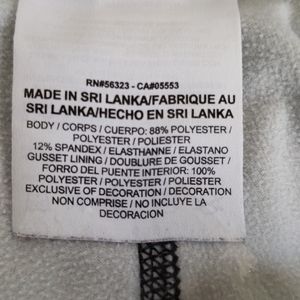 RN#56323 - CA#05553
MADE IN SRI LANKA/FABRIQUE AU
SRI LANKA/HECHO EN SRI LANKA
BODY / CORPS / CUERPO: 88% POLYESTER /
POLYESTER / POLIESTER
12% SPANDEX / ELASTHANNE / ELASTANO
GUSSET LINING / DOUBLURE DE GOUSSET /
FORRO DEL PUENTE INTERIOR: 100%
POLYESTER / POLYESTER / POLIESTER
EXCLUSIVE OF DECORATION / DECORATION
NON COMPRISE / NO INCLUYE LA
DECORACION